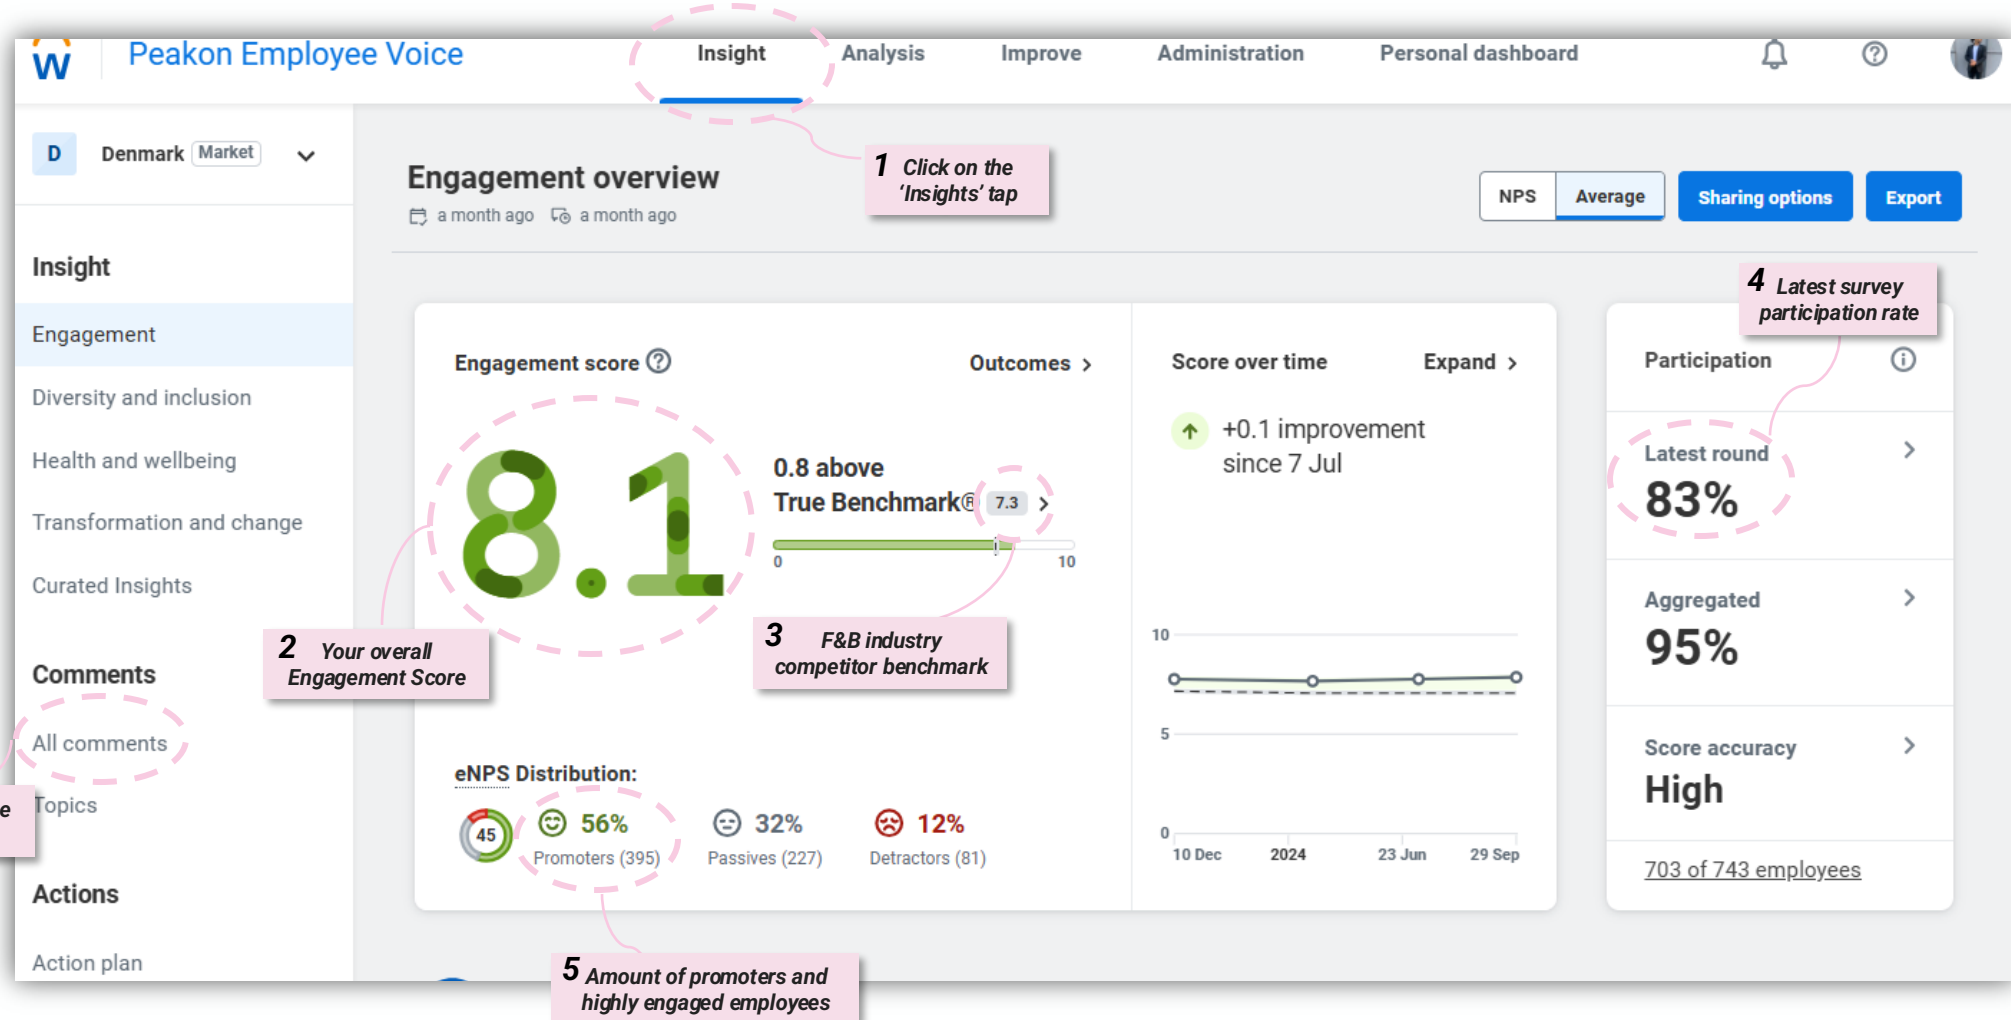 W
Peakon Employee Voice
Insight
Analysis
Improve
Administration
Personal dashboard
D
Denmark
Market
1 Click on the
‘Insights’ tap
Engagement overview
a month ago
a month ago
NPS
Average
Sharing options
Export
Insight
Engagement
Diversity and inclusion
Health and wellbeing
Transformation and change
Curated Insights
Comments
All comments
Topics
Actions
Action plan
e
Engagement score
Outcomes
8.1
0.8 above
True Benchmark® 7.3
0
10
2 Your overall
Engagement Score
3 F&B industry
competitor benchmark
eNPS Distribution:
45
56%
Promoters (395)
32%
Passives (227)
12%
Detractors (81)
5 Amount of promoters and
highly engaged employees
Score over time
Expand
+0.1 improvement
since 7 Jul
10
5
0
10 Dec
2024
23 Jun
29 Sep
4 Latest survey
participation rate
Participation
Latest round
83%
Aggregated
95%
Score accuracy
High
703 of 743 employees